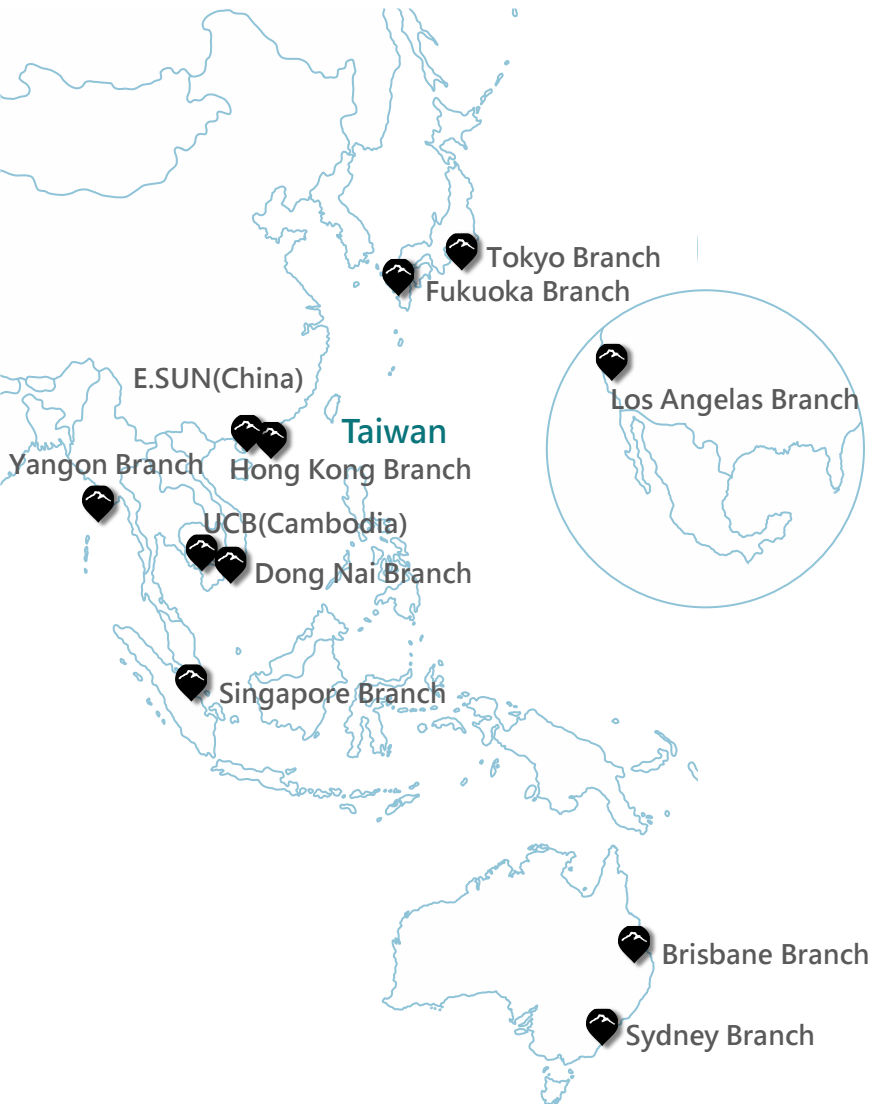 Tokyo Branch
Fukuoka Branch
E.SUN(China)
Los Angelas Branch
Taiwan
Yangon Branch
Hong Kong Branch
UCB(Cambodia)
Dong Nai Branch
Singapore Branch
Brisbane Branch
Sydney Branch